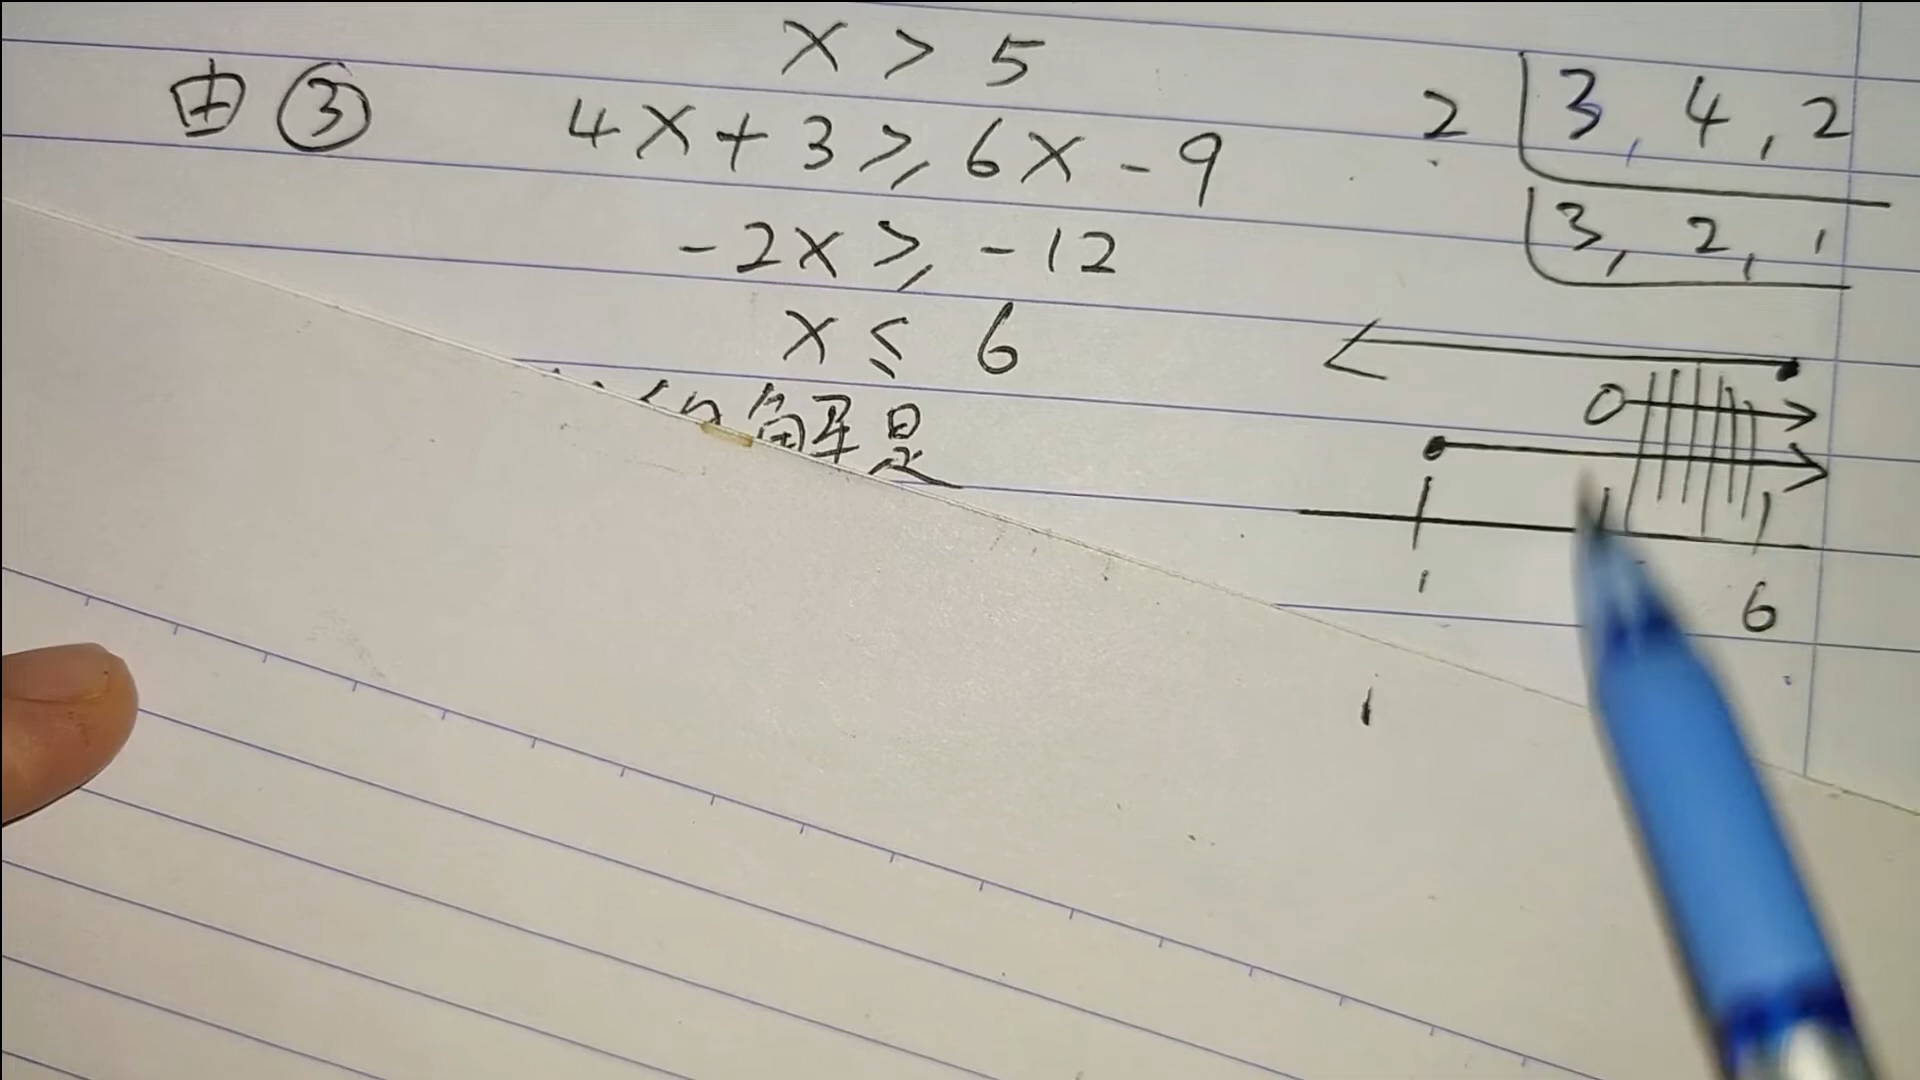 x > 5
由 ③ 4x + 3 ⩾ 6x - 9
-2x ⩾ -12
x ≤ 6
解是
2 3, 4, 2
3, 2, 1
1 6